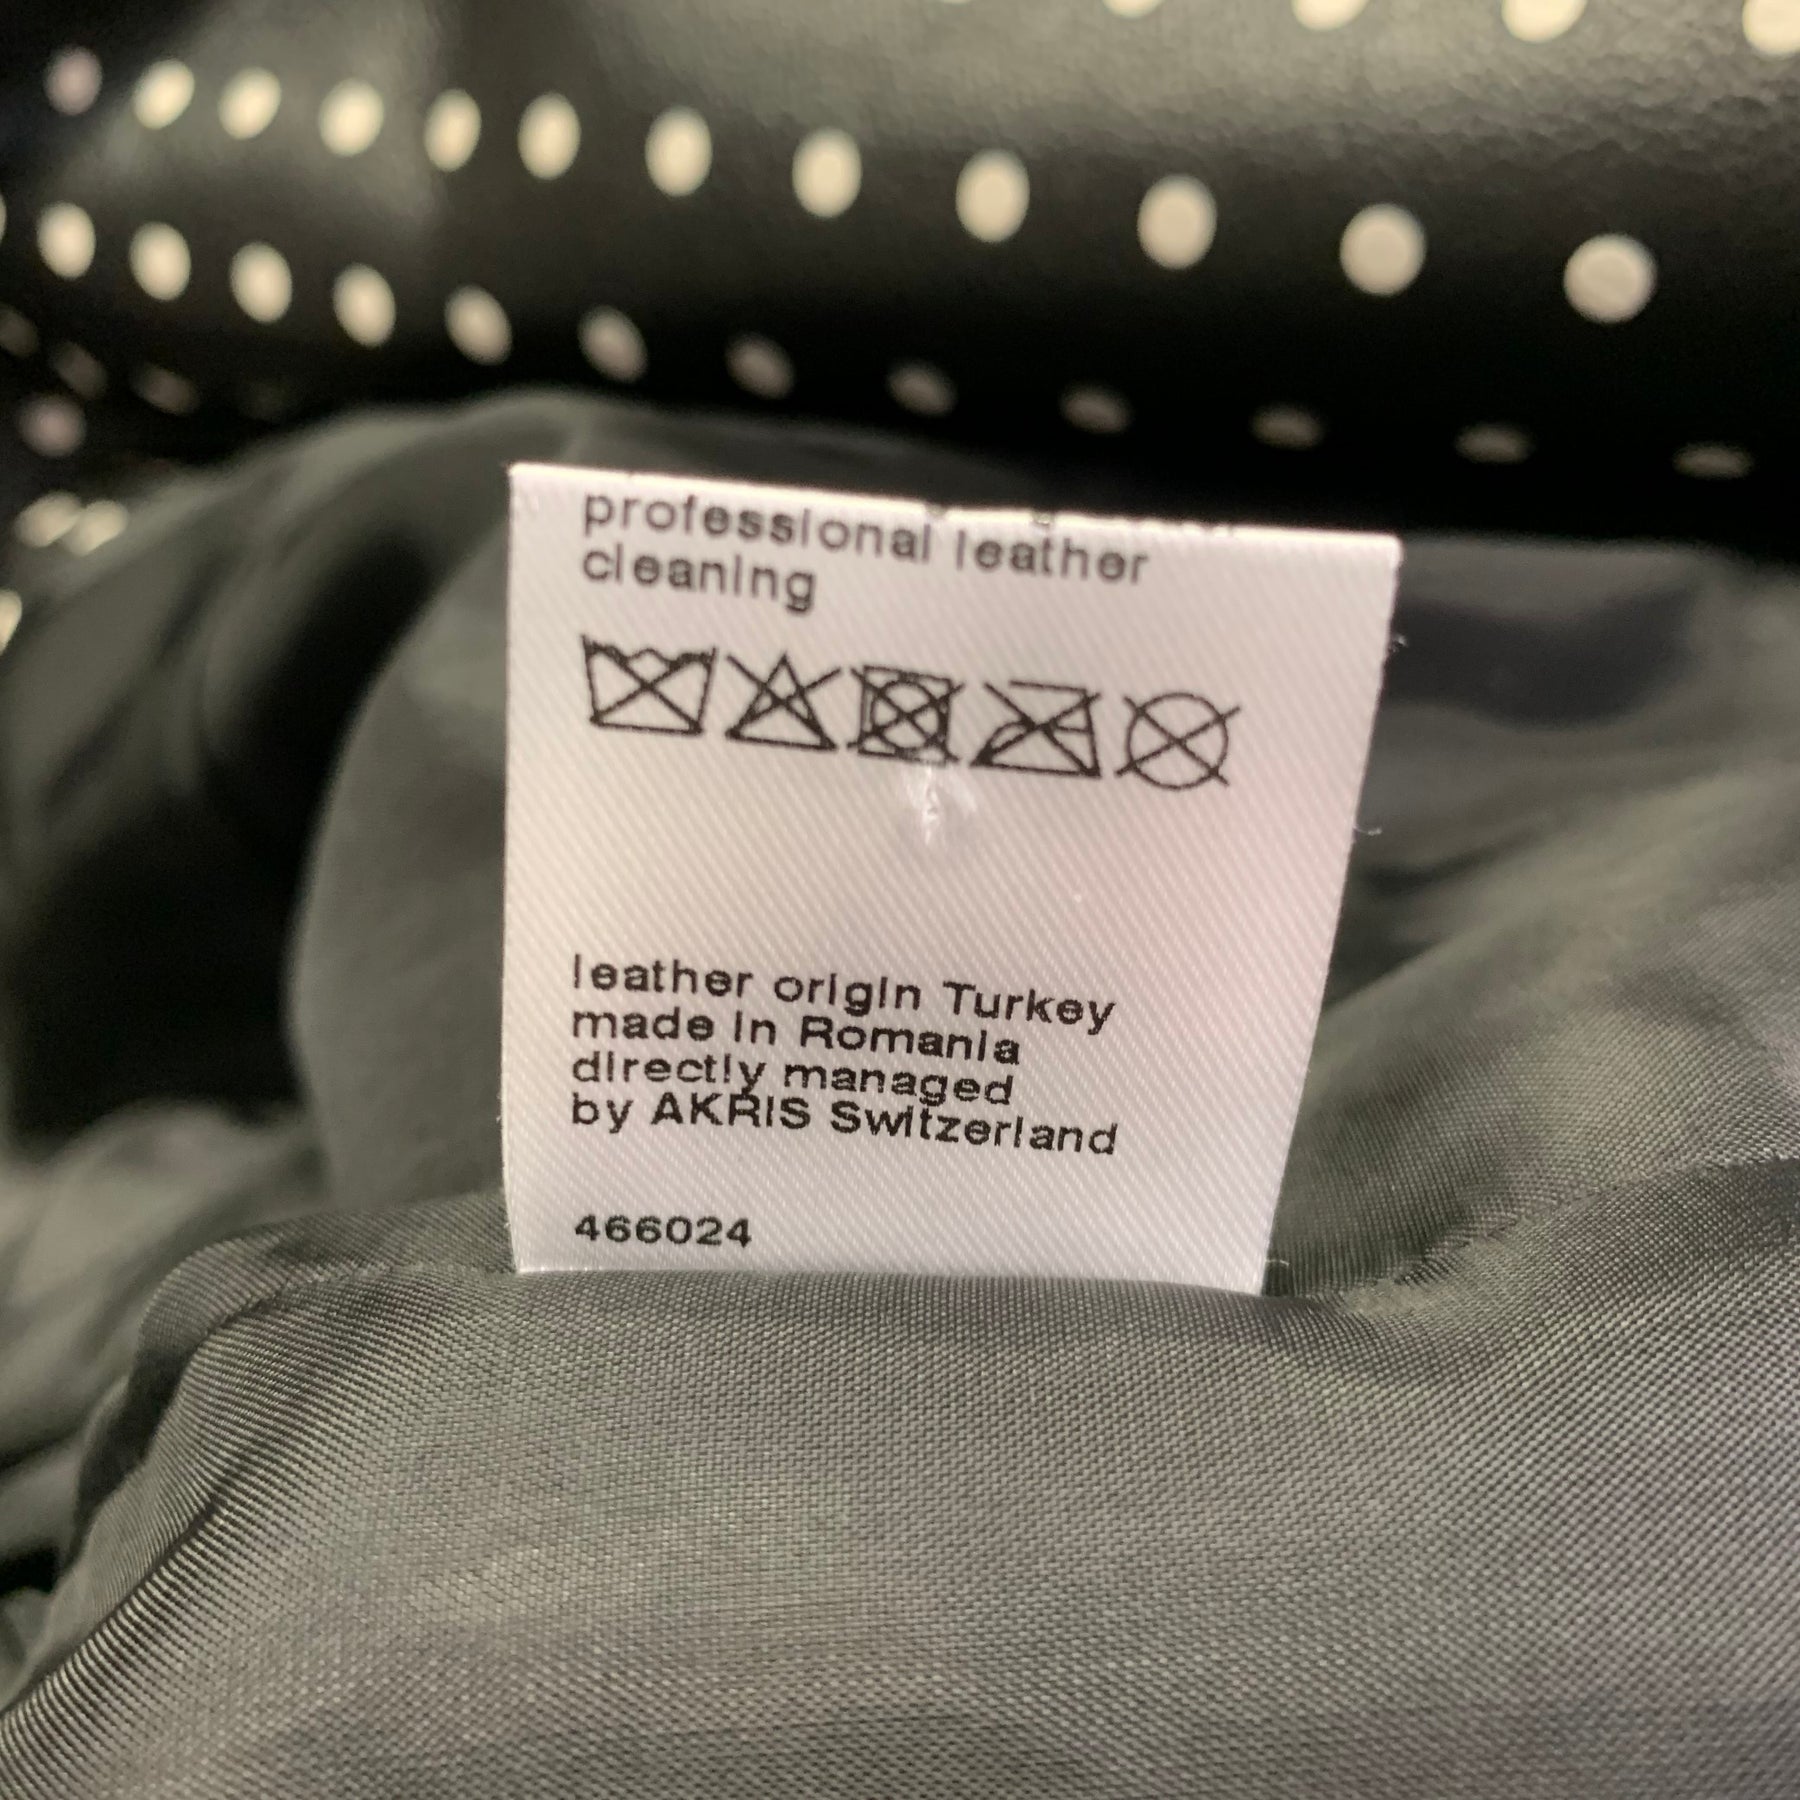 professional leather
cleaning
leather origin Turkey
made in Romania
directly managed
by AKRIS Switzerland
466024